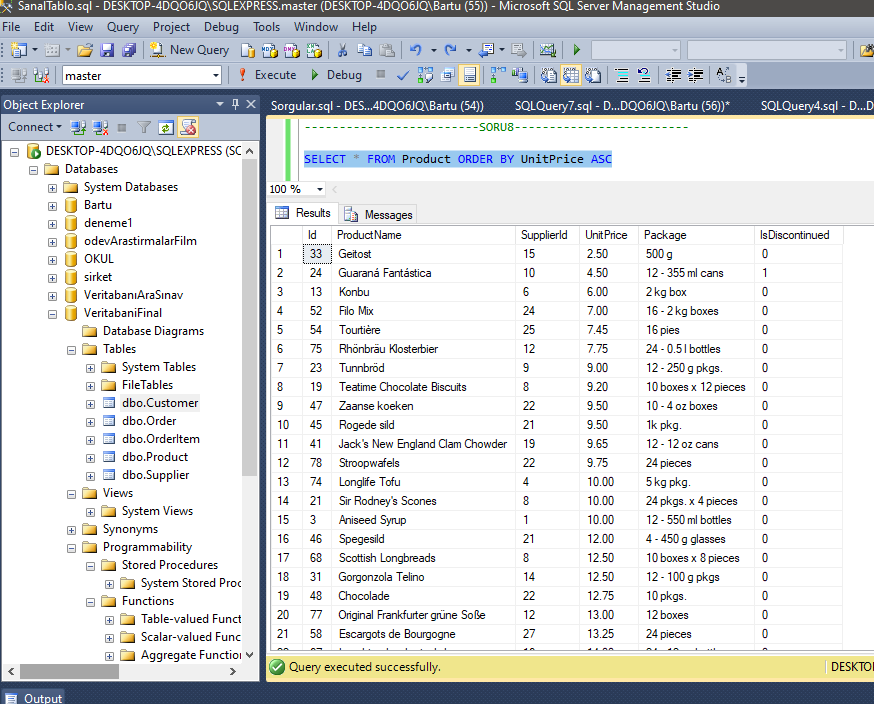 SanalTablo.sql - DESKTOP-4DQO6JQ\SQLEXPRESS.master (DESKTOP-4DQO6JQ\Bartu (55)) - Microsoft SQL Server Management Studio
File Edit View Query Project Debug Tools Window Help
New Query
master Execute Debug
Object Explorer
Sorgular.sql - DES...4DQO6JQ\Bartu (54)) SQLQuery7.sql - D...DQO6JQ\Bartu (56))* SQLQuery4.sql - D...D
Connect
DESKTOP-4DQO6JQ\SQLEXPRESS (SC
Databases
System Databases
Bartu
deneme1
odevArastirmalarFilm
OKUL
sirket
VeritabanıAraSınav
VeritabaniFinal
Database Diagrams
Tables
System Tables
FileTables
dbo.Customer
dbo.Order
dbo.OrderItem
dbo.Product
dbo.Supplier
Views
System Views
Synonyms
Programmability
Stored Procedures
System Stored Proc
Functions
Table-valued Funct
Scalar-valued Func
Aggregate Function
-------------------------SORU8-------------------------
SELECT * FROM Product ORDER BY UnitPrice ASC
100 %
Results Messages
Id ProductName SupplierId UnitPrice Package IsDiscontinued
1 33 Geitost 15 2.50 500 g 0
2 24 Guaraná Fantástica 10 4.50 12 - 355 ml cans 1
3 13 Konbu 6 6.00 2 kg box 0
4 52 Filo Mix 24 7.00 16 - 2 kg boxes 0
5 54 Tourtière 25 7.45 16 pies 0
6 75 Rhönbräu Klosterbier 12 7.75 24 - 0.5 l bottles 0
7 23 Tunnbröd 9 9.00 12 - 250 g pkgs. 0
8 19 Teatime Chocolate Biscuits 8 9.20 10 boxes x 12 pieces 0
9 47 Zaanse koeken 22 9.50 10 - 4 oz boxes 0
10 45 Rogede sild 21 9.50 1k pkg. 0
11 41 Jack's New England Clam Chowder 19 9.65 12 - 12 oz cans 0
12 78 Stroopwafels 22 9.75 24 pieces 0
13 74 Longlife Tofu 4 10.00 5 kg pkg. 0
14 21 Sir Rodney's Scones 8 10.00 24 pkgs. x 4 pieces 0
15 3 Aniseed Syrup 1 10.00 12 - 550 ml bottles 0
16 46 Spegesild 21 12.00 4 - 450 g glasses 0
17 68 Scottish Longbreads 8 12.50 10 boxes x 8 pieces 0
18 31 Gorgonzola Telino 14 12.50 12 - 100 g pkgs 0
19 48 Chocolade 22 12.75 10 pkgs. 0
20 77 Original Frankfurter grüne Soße 12 13.00 12 boxes 0
21 58 Escargots de Bourgogne 27 13.25 24 pieces 0
Query executed successfully. DESKTO
Output